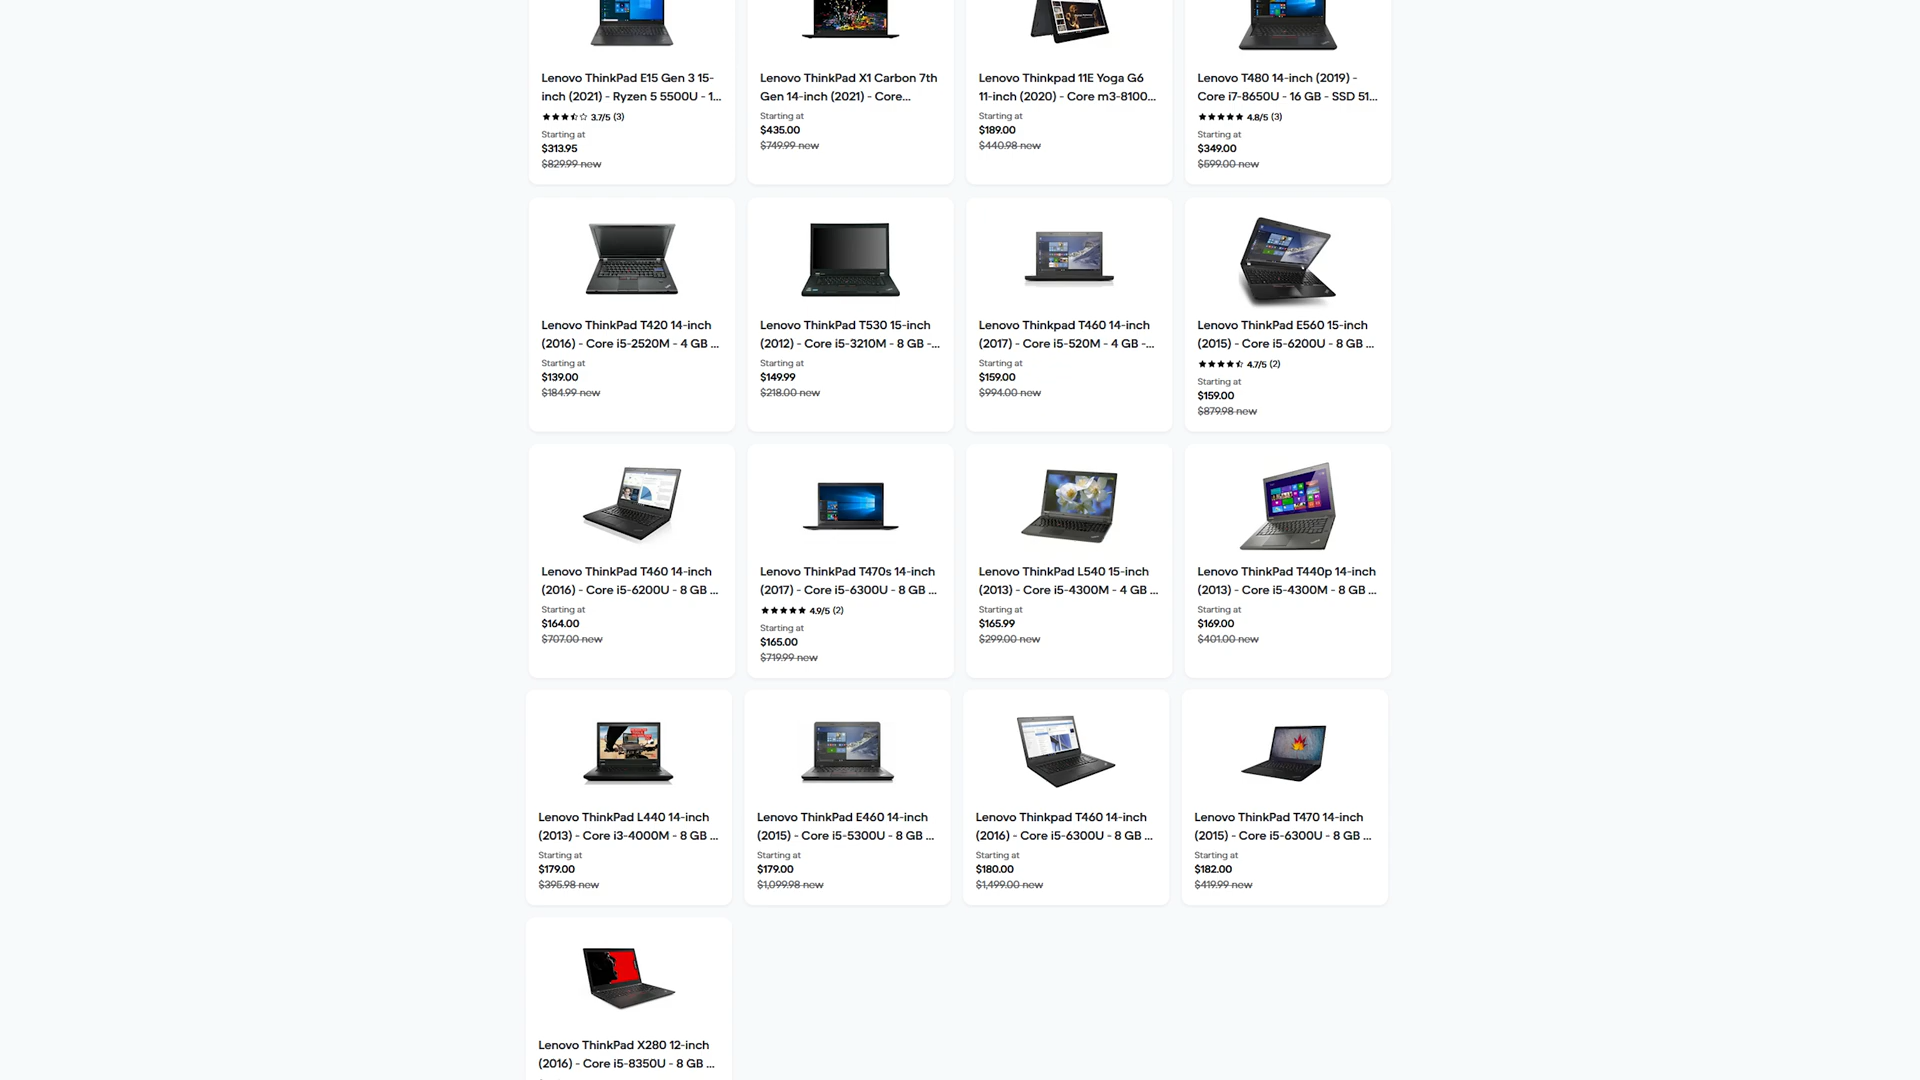 Lenovo ThinkPad E15 Gen 3 15-
inch (2021) - Ryzen 5 5500U - 1...
3.7/5 (3)
Starting at
$313.95
$829.99 new
Lenovo ThinkPad X1 Carbon 7th
Gen 14-inch (2021) - Core...
Starting at
$435.00
$749.99 new
Lenovo Thinkpad 11E Yoga G6
11-inch (2020) - Core m3-8100...
Starting at
$189.00
$440.98 new
Lenovo T480 14-inch (2019) -
Core i7-8650U - 16 GB - SSD 51...
4.8/5 (3)
Starting at
$349.00
$599.00 new
Lenovo ThinkPad T420 14-inch
(2016) - Core i5-2520M - 4 GB ...
Starting at
$139.00
$184.99 new
Lenovo ThinkPad T530 15-inch
(2012) - Core i5-3210M - 8 GB -...
Starting at
$149.99
$218.00 new
Lenovo Thinkpad T460 14-inch
(2017) - Core i5-520M - 4 GB -...
Starting at
$159.00
$994.00 new
Lenovo ThinkPad E560 15-inch
(2015) - Core i5-6200U - 8 GB ...
4.7/5 (2)
Starting at
$159.00
$879.98 new
Lenovo ThinkPad T460 14-inch
(2016) - Core i5-6200U - 8 GB ...
Starting at
$164.00
$707.00 new
Lenovo ThinkPad T470s 14-inch
(2017) - Core i5-6300U - 8 GB ...
4.9/5 (2)
Starting at
$165.00
$719.99 new
Lenovo ThinkPad L540 15-inch
(2013) - Core i5-4300M - 4 GB ...
Starting at
$165.99
$299.00 new
Lenovo ThinkPad T440p 14-inch
(2013) - Core i5-4300M - 8 GB ...
Starting at
$169.00
$401.00 new
Lenovo ThinkPad L440 14-inch
(2013) - Core i3-4000M - 8 GB ...
Starting at
$179.00
$395.98 new
Lenovo ThinkPad E460 14-inch
(2015) - Core i5-5300U - 8 GB ...
Starting at
$179.00
$1,099.98 new
Lenovo Thinkpad T460 14-inch
(2016) - Core i5-6300U - 8 GB ...
Starting at
$180.00
$1,499.00 new
Lenovo ThinkPad T470 14-inch
(2015) - Core i5-6300U - 8 GB ...
Starting at
$182.00
$419.99 new
Lenovo ThinkPad X280 12-inch
(2016) - Core i5-8350U - 8 GB ...